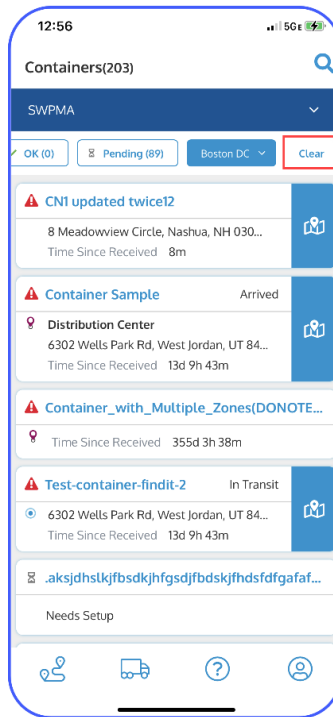 12:56
5GE
Containers(203)
SWPMA
OK (0)
Pending (89)
Boston DC
Clear
CN1 updated twice12
8 Meadowview Circle, Nashua, NH 030...
Time Since Received 8m
Container Sample Arrived
Distribution Center
6302 Wells Park Rd, West Jordan, UT 84...
Time Since Received 13d 9h 43m
Container_with_Multiple_Zones(DONOTE...
Time Since Received 355d 3h 38m
Test-container-findit-2 In Transit
6302 Wells Park Rd, West Jordan, UT 84...
Time Since Received 13d 9h 43m
.aksjdhslkjfbsdkjhfgsdjfbdskjfhdsfdfgafaf...
Needs Setup